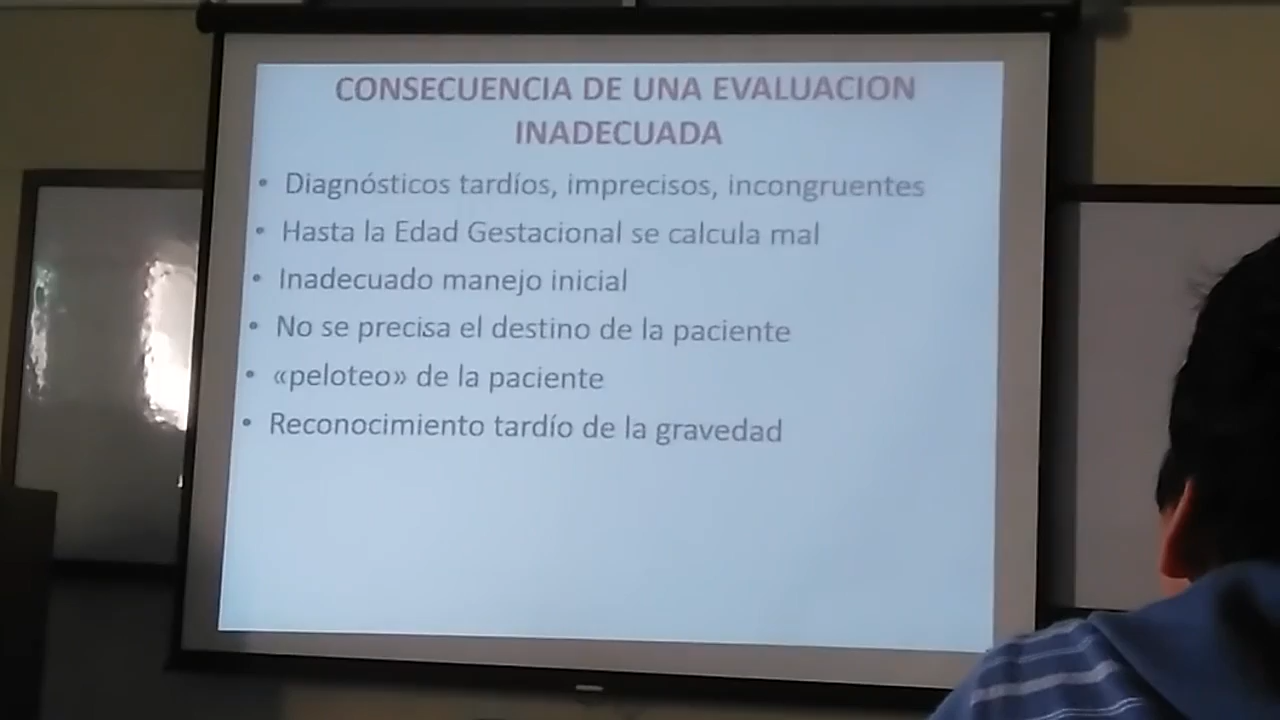 CONSECUENCIA DE UNA EVALUACION
INADECUADA
• Diagnósticos tardíos, imprecisos, incongruentes
• Hasta la Edad Gestacional se calcula mal
• Inadecuado manejo inicial
• No se precisa el destino de la paciente
• «peloteo» de la paciente
• Reconocimiento tardío de la gravedad